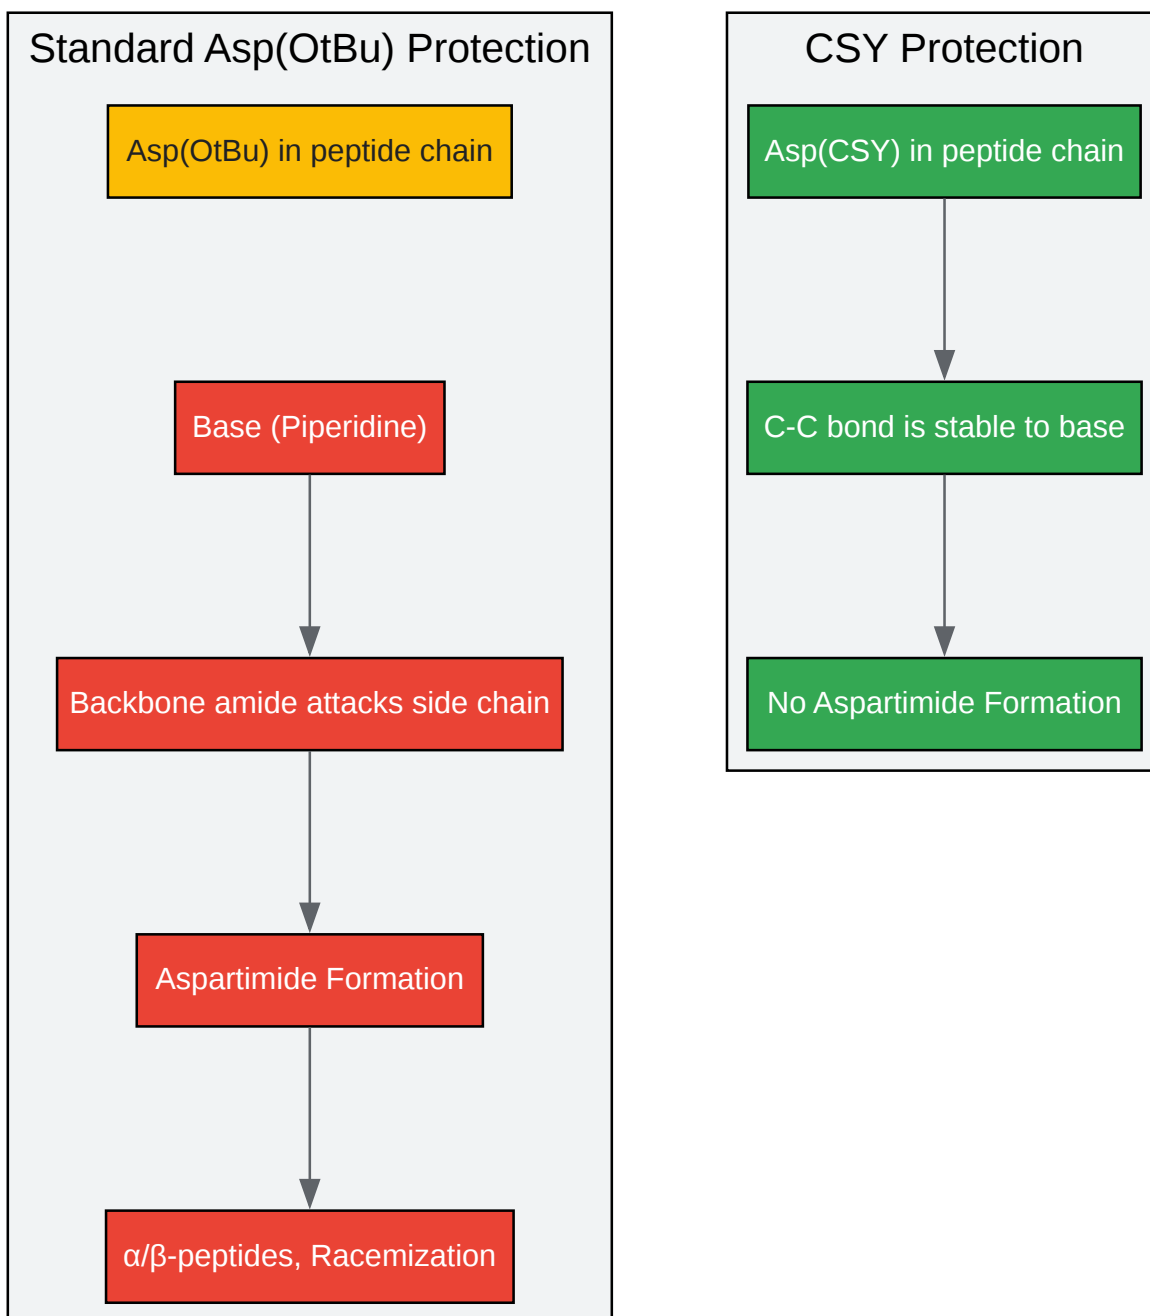 Standard Asp(OtBu) Protection
Asp(OtBu) in peptide chain
Base (Piperidine)
Backbone amide attacks side chain
Aspartimide Formation
α/β-peptides, Racemization
CSY Protection
Asp(CSY) in peptide chain
C-C bond is stable to base
No Aspartimide Formation